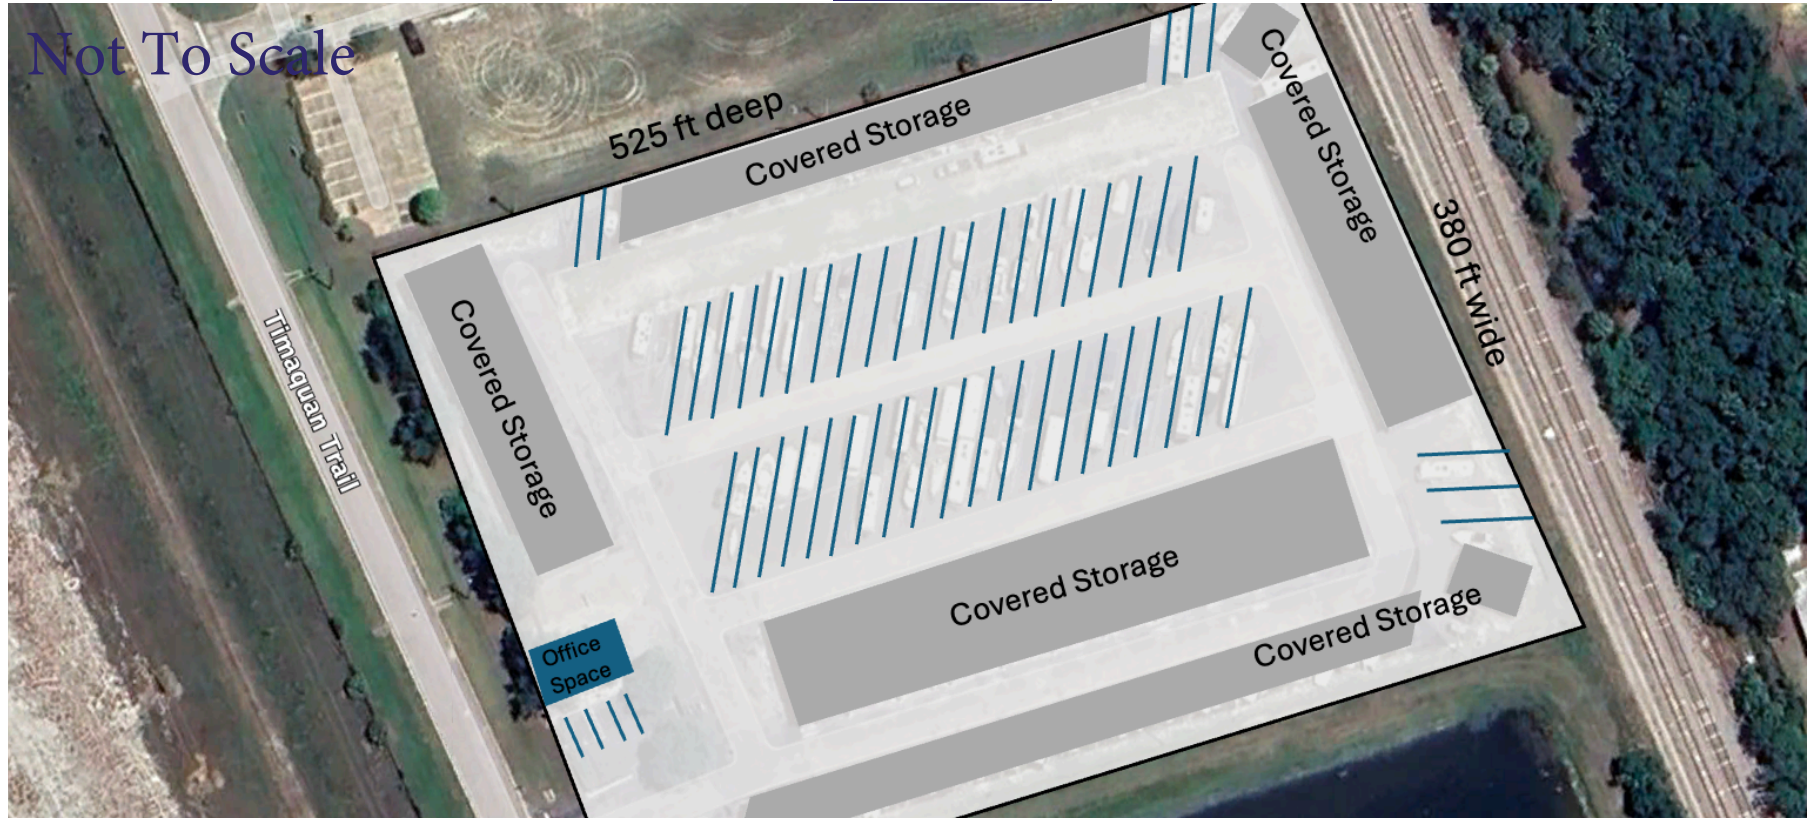 Not To Scale
525 ft deep
Covered Storage
Covered Storage
380 ft wide
Covered Storage
Timaquan Trail
Covered Storage
Covered Storage
Office
Space